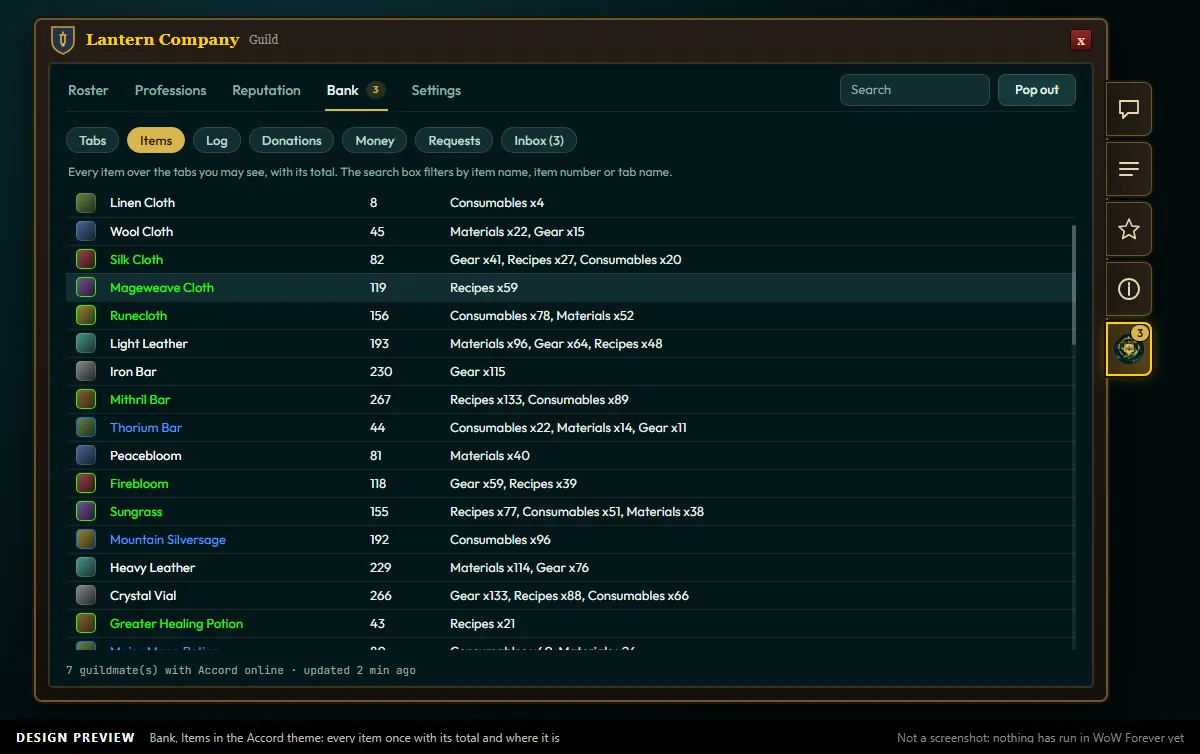 Lantern Company Guild
x
Roster Professions Reputation Bank 3 Settings Search Pop out
Tabs Items Log Donations Money Requests Inbox (3)
Every item over the tabs you may see, with its total. The search box filters by item name, item number or tab name.
Linen Cloth 8 Consumables x4
Wool Cloth 45 Materials x22, Gear x15
Silk Cloth 82 Gear x41, Recipes x27, Consumables x20
Mageweave Cloth 119 Recipes x59
Runecloth 156 Consumables x78, Materials x52
Light Leather 193 Materials x96, Gear x64, Recipes x48
Iron Bar 230 Gear x115
Mithril Bar 267 Recipes x133, Consumables x89
3
Thorium Bar 44 Consumables x22, Materials x14, Gear x11
Peacebloom 81 Materials x40
Firebloom 118 Gear x59, Recipes x39
Sungrass 155 Recipes x77, Consumables x51, Materials x38
Mountain Silversage 192 Consumables x96
Heavy Leather 229 Materials x114, Gear x76
Crystal Vial 266 Gear x133, Recipes x88, Consumables x66
Greater Healing Potion 43 Recipes x21
7 guildmate(s) with Accord online · updated 2 min ago
DESIGN PREVIEW Bank, Items in the Accord theme: every item once with its total and where it is Not a screenshot: nothing has run in WoW Forever yet